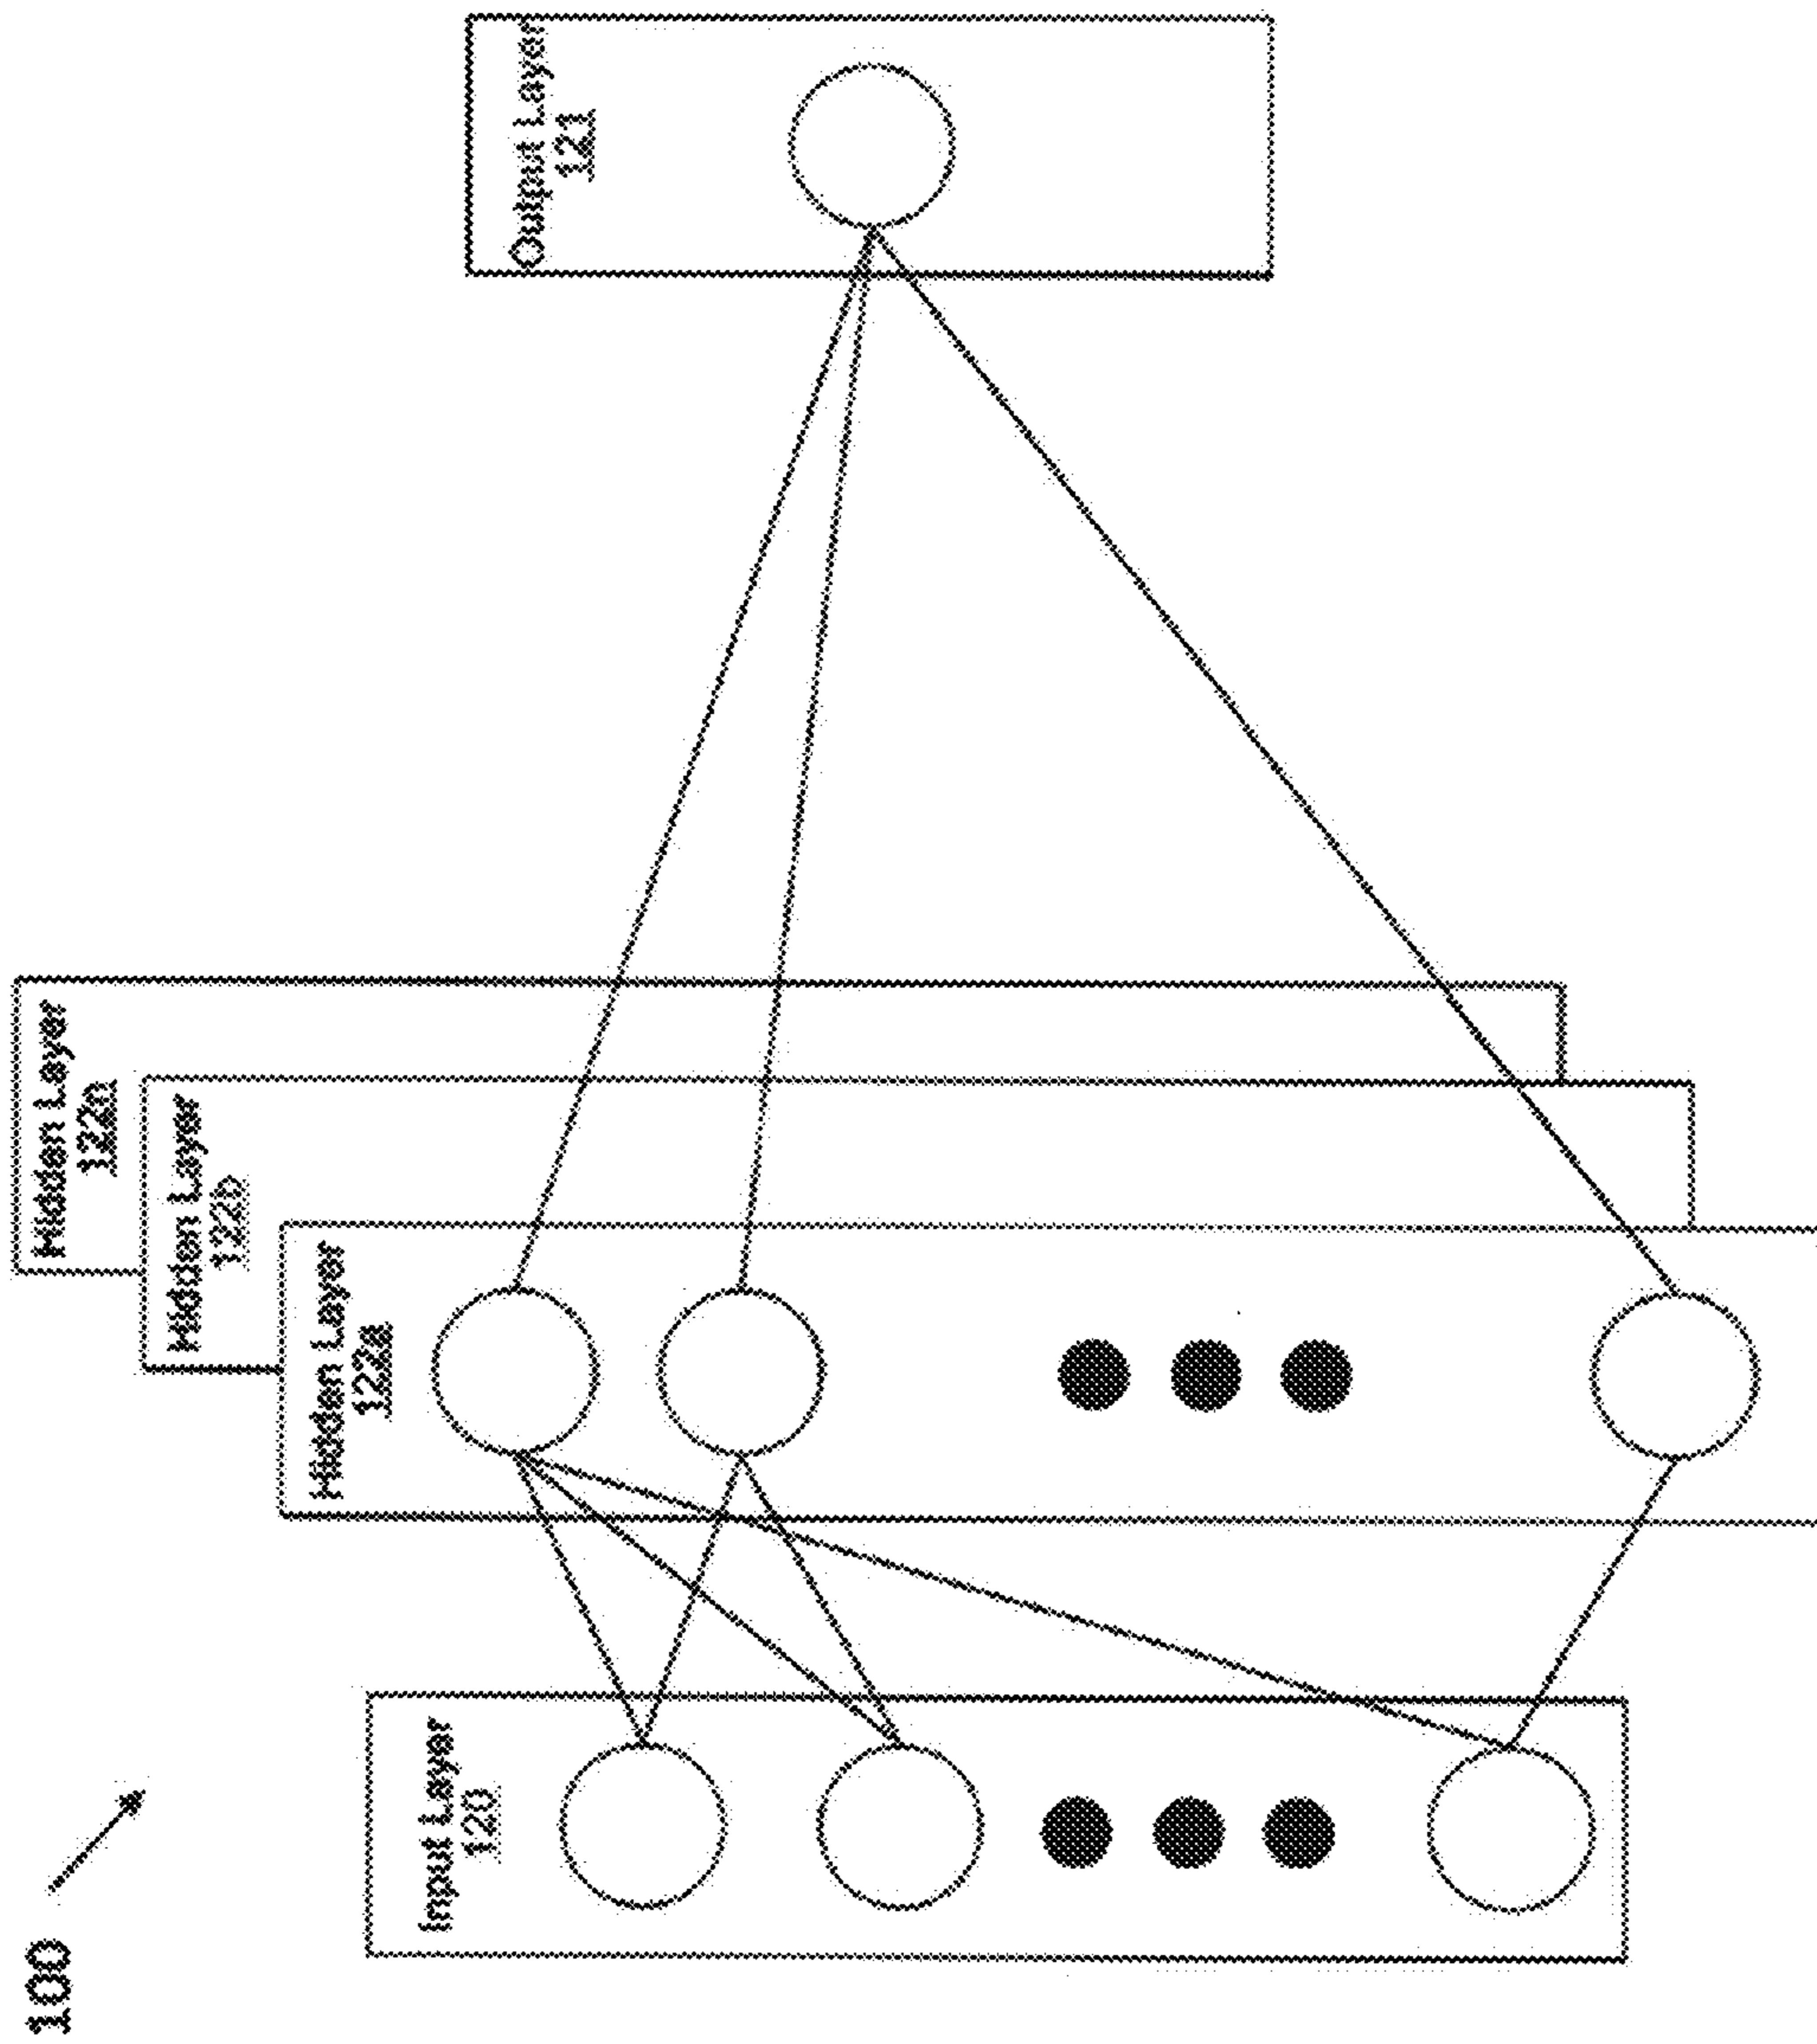 100
Input Layer
120
Hidden Layer
122a
Hidden Layer
122b
Hidden Layer
122n
Output Layer
121